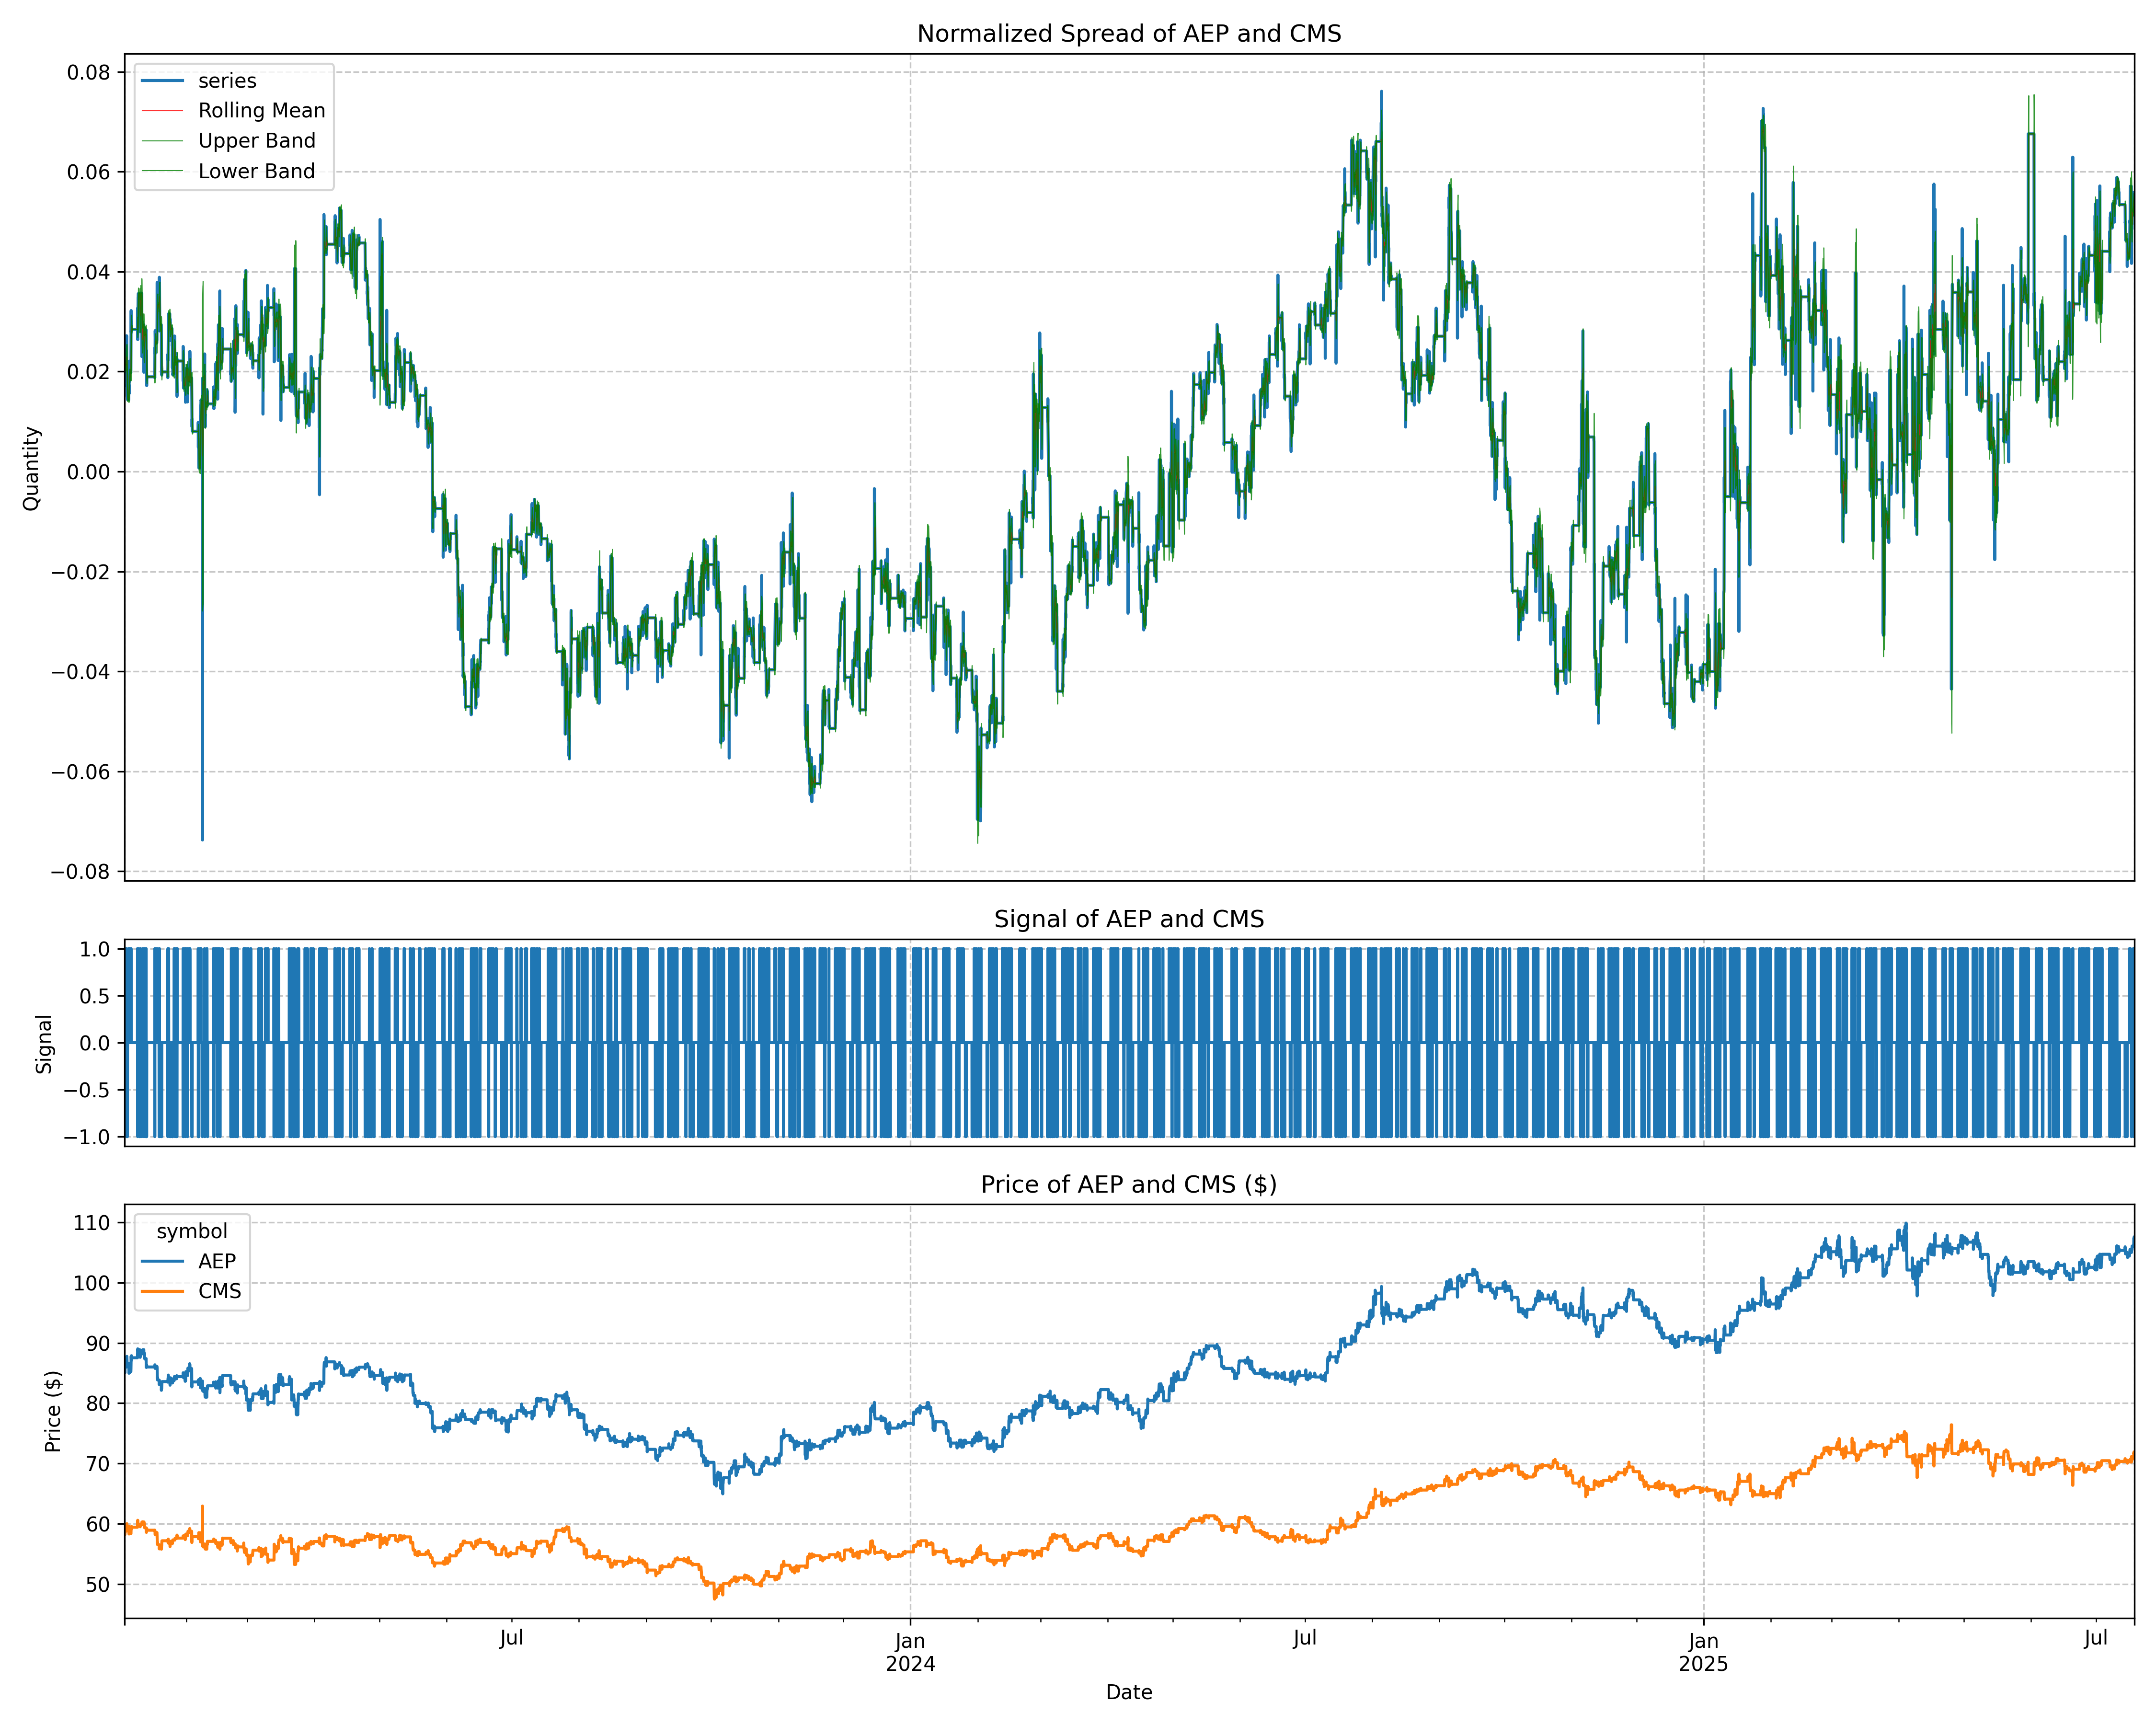 Normalized Spread of AEP and CMS
0.08
0.06
0.04
0.02
0.00
−0.02
−0.04
−0.06
−0.08
Quantity
series
Rolling Mean
Upper Band
Lower Band
Signal of AEP and CMS
1.0
0.5
0.0
−0.5
−1.0
Signal
Price of AEP and CMS ($)
110
100
90
80
70
60
50
Price ($)
symbol
AEP
CMS
Jul
Jan
2024
Jul
Jan
2025
Jul
Date